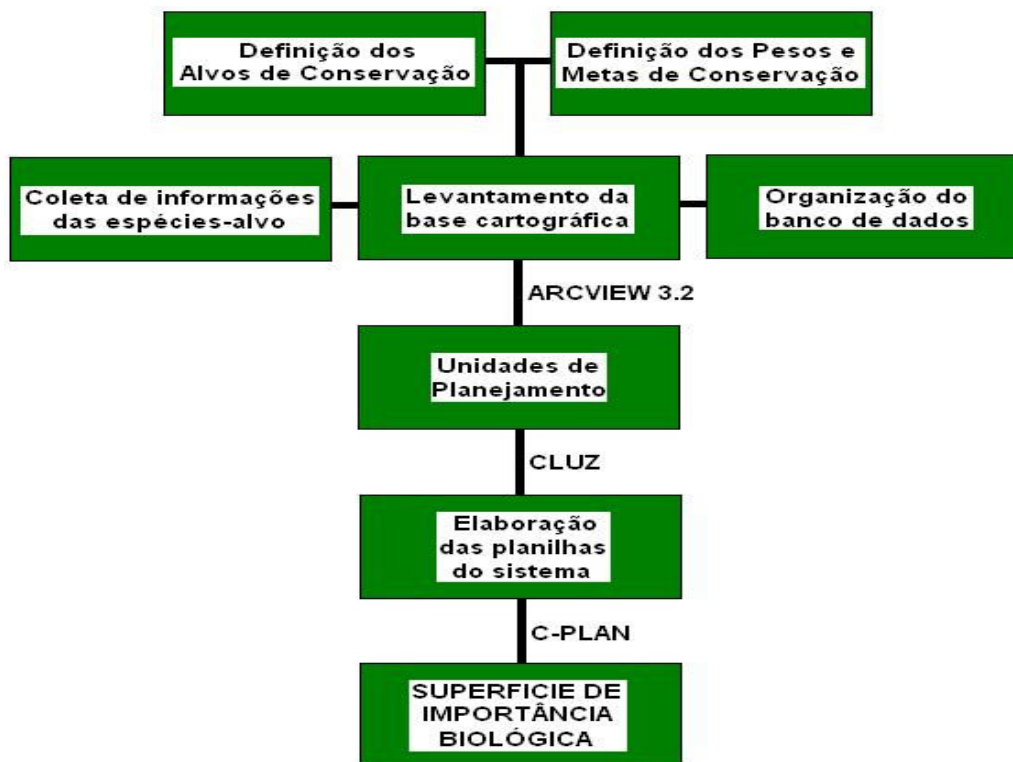 Definição dos
Alvos de Conservação
Definição dos Pesos e
Metas de Conservação
Coleta de informações
das espécies-alvo
Levantamento da
base cartográfica
Organização do
banco de dados
ARCVIEW 3.2
Unidades de
Planejamento
CLUZ
Elaboração
das planilhas
do sistema
C-PLAN
SUPERFICIE DE
IMPORTÂNCIA
BIOLÓGICA